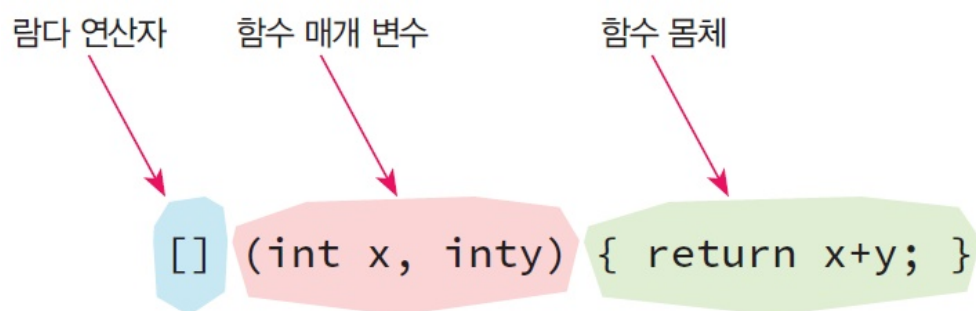 람다 연산자 함수 매개 변수 함수 몸체
[] (int x, inty) { return x+y; }